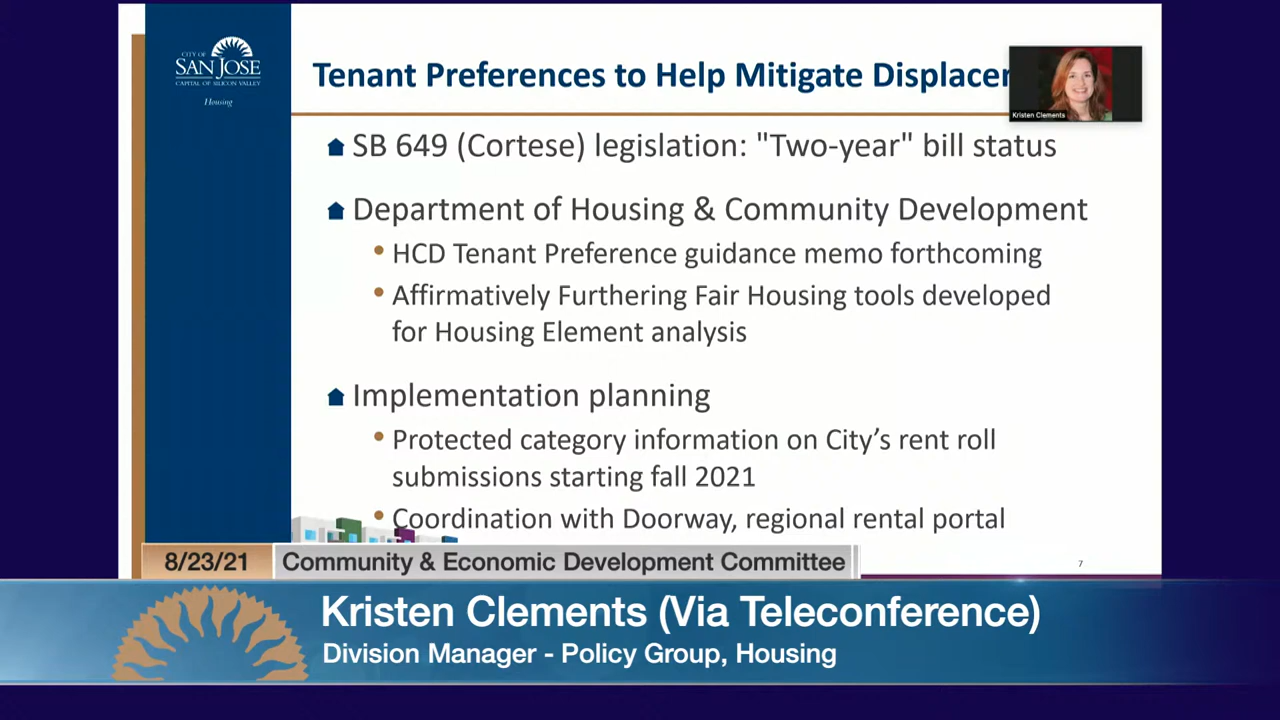 CITY OF
SAN JOSE
CAPITAL OF SILICON VALLEY
Housing
Tenant Preferences to Help Mitigate Displacem
Kristen Clements
SB 649 (Cortese) legislation: "Two-year" bill status
Department of Housing & Community Development
• HCD Tenant Preference guidance memo forthcoming
• Affirmatively Furthering Fair Housing tools developed
for Housing Element analysis
Implementation planning
• Protected category information on City’s rent roll
submissions starting fall 2021
• Coordination with Doorway, regional rental portal
7
8/23/21 Community & Economic Development Committee
Kristen Clements (Via Teleconference)
Division Manager - Policy Group, Housing